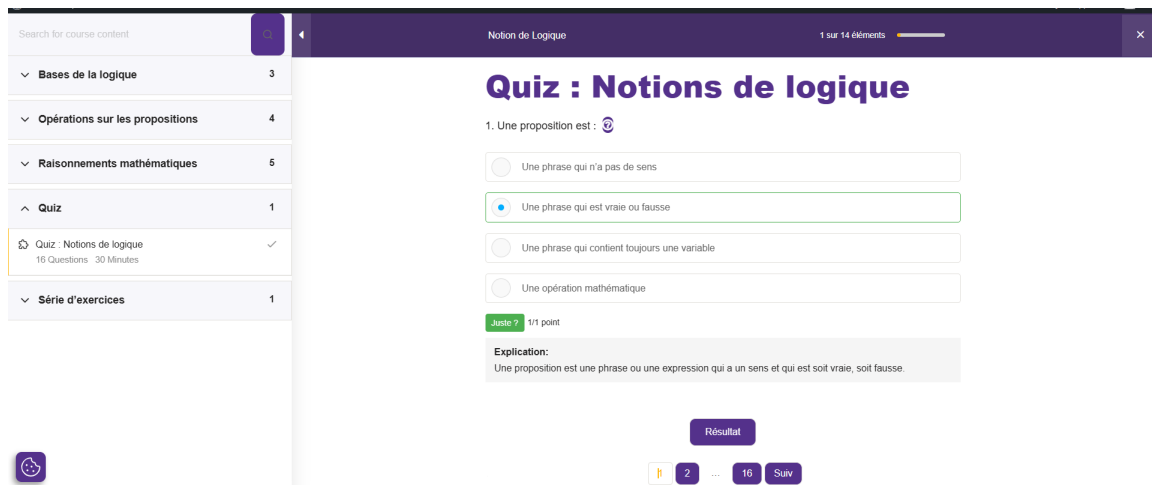 Search for course content
Notion de Logique
1 sur 14 éléments
Bases de la logique 3
Opérations sur les propositions 4
Raisonnements mathématiques 5
Quiz 1
Quiz : Notions de logique
16 Questions 30 Minutes
Série d'exercices 1
Quiz : Notions de logique
1. Une proposition est :
Une phrase qui n'a pas de sens
Une phrase qui est vraie ou fausse
Une phrase qui contient toujours une variable
Une opération mathématique
Juste ? 1/1 point
Explication:
Une proposition est une phrase ou une expression qui a un sens et qui est soit vraie, soit fausse.
Résultat
1 2 ... 16 Suiv